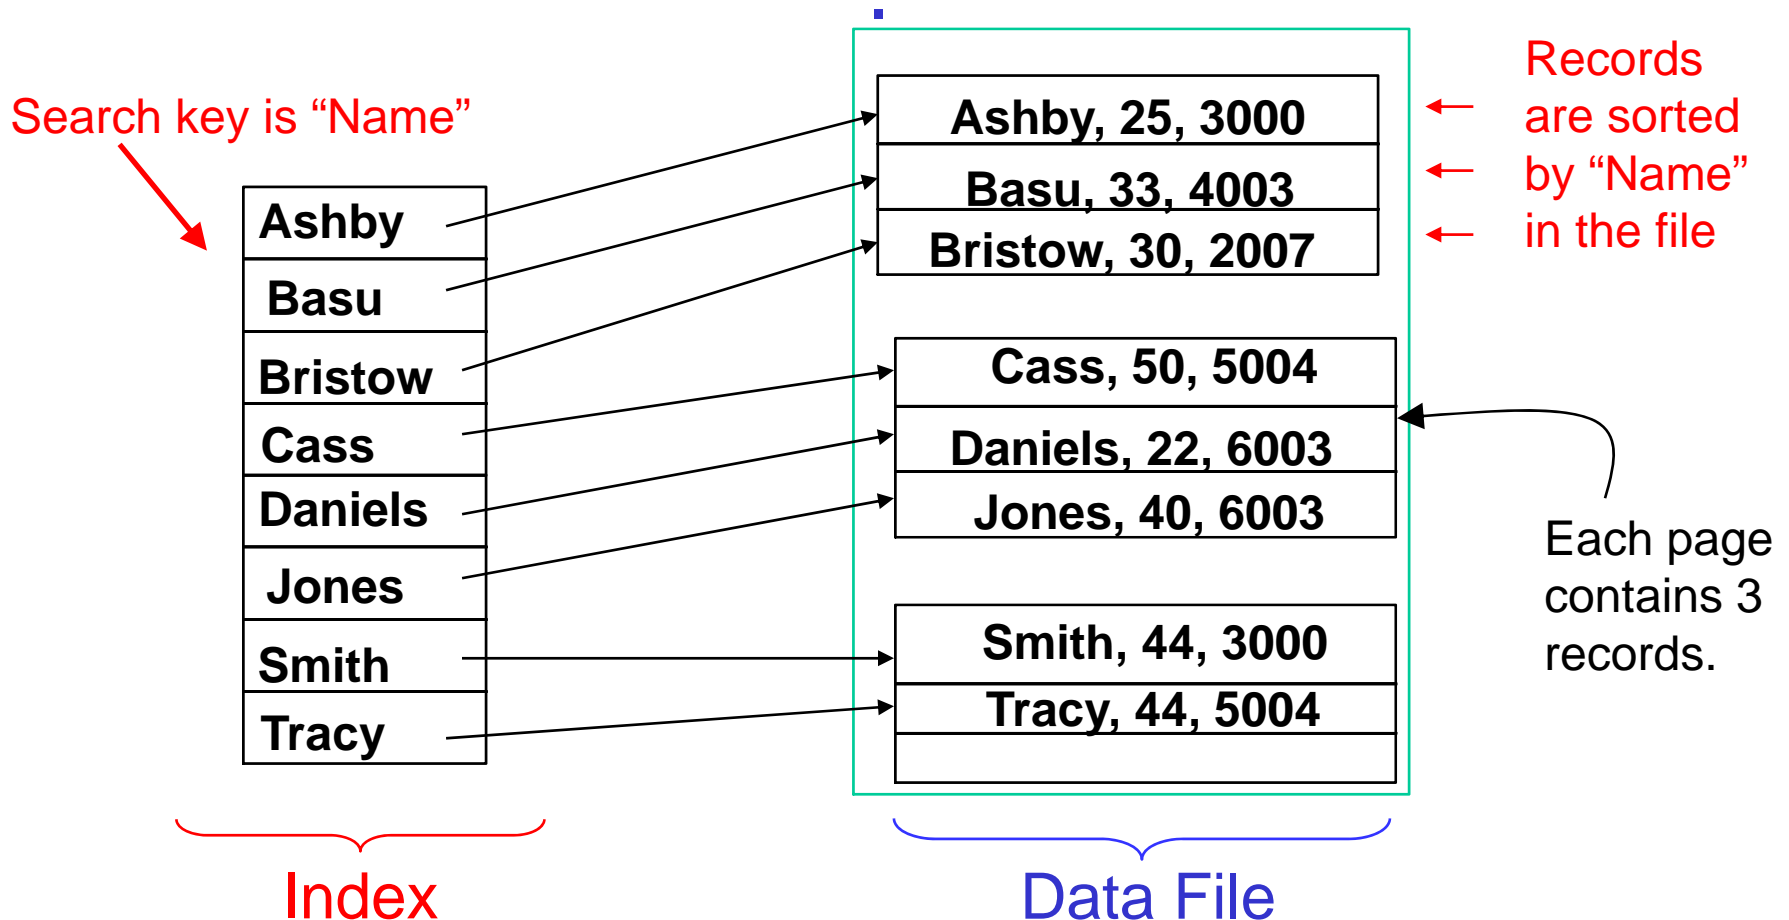 Search key is “Name”
Ashby
Basu
Bristow
Cass
Daniels
Jones
Smith
Tracy
Index
Ashby, 25, 3000
Basu, 33, 4003
Bristow, 30, 2007
Cass, 50, 5004
Daniels, 22, 6003
Jones, 40, 6003
Smith, 44, 3000
Tracy, 44, 5004
Data File
Records
are sorted
by “Name”
in the file
Each page
contains 3
records.